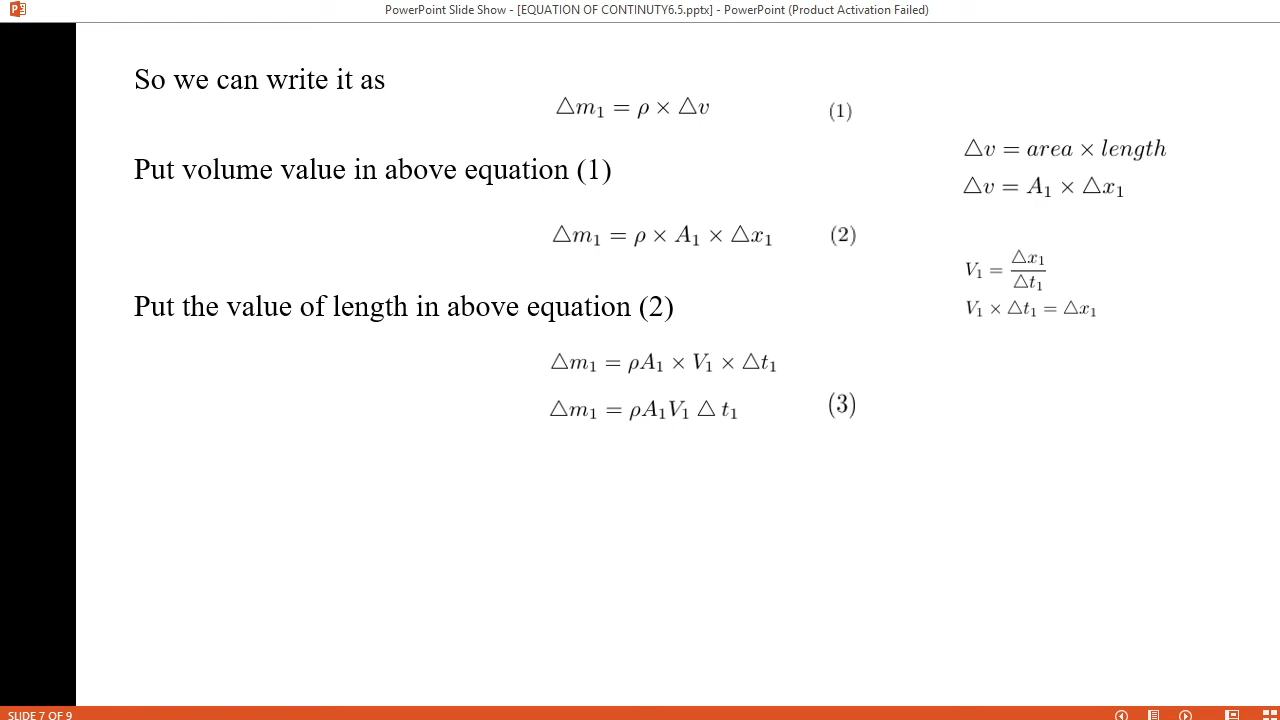 PowerPoint Slide Show - [EQUATION OF CONTINUTY6.5.pptx] - PowerPoint (Product Activation Failed)
So we can write it as
△m₁ = ρ × △v (1)
△v = area × length
Put volume value in above equation (1)
△v = A₁ × △x₁
△m₁ = ρ × A₁ × △x₁ (2)
V₁ = △x₁/△t₁
Put the value of length in above equation (2)
V₁ × △t₁ = △x₁
△m₁ = ρA₁ × V₁ × △t₁
△m₁ = ρA₁V₁ △ t₁ (3)
SLIDE 7 OF 9